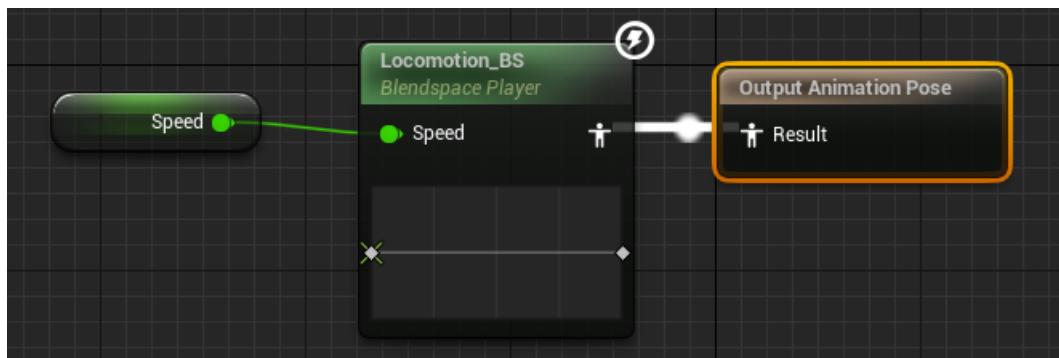 Speed
Locomotion_BS
Blendspace Player
Speed
Output Animation Pose
Result